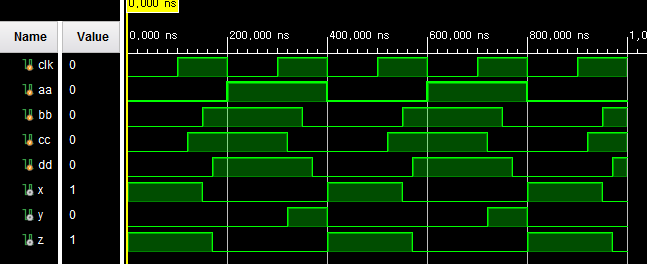 0,000 ns
Name Value
0,000 ns 200,000 ns 400,000 ns 600,000 ns 800,000 ns 1,0
clk 0
aa 0
bb 0
cc 0
dd 0
x 1
y 0
z 1